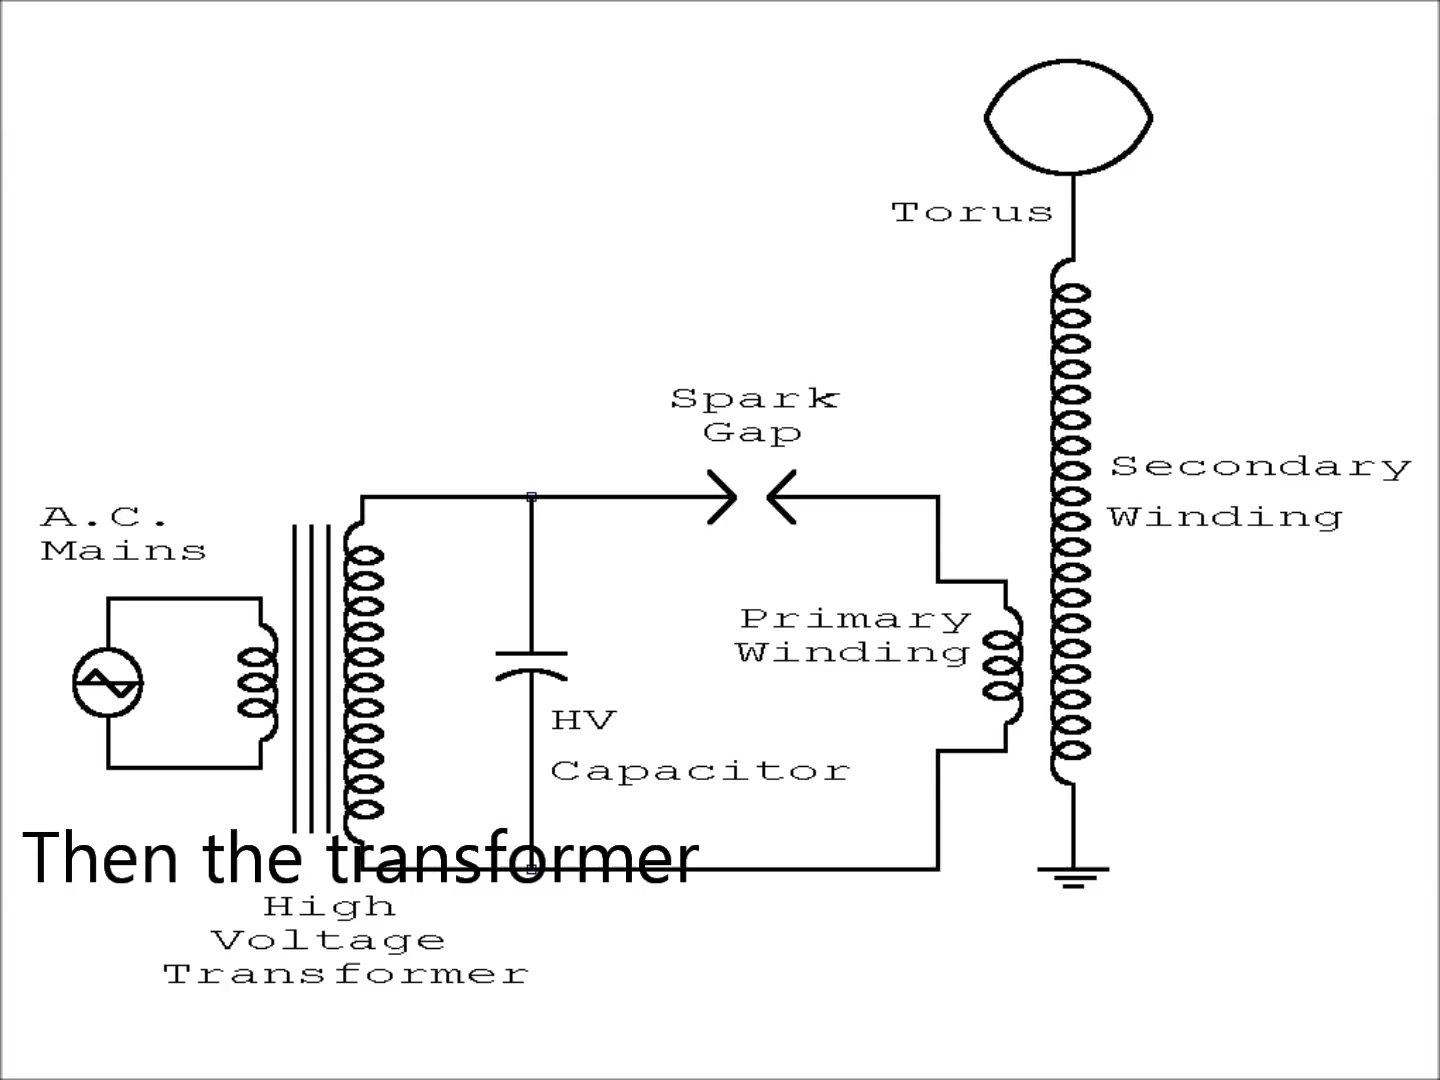 Torus
Spark
Gap
Secondary
Winding
A.C.
Mains
Primary
Winding
HV
Capacitor
Then the transformer
High
Voltage
Transformer